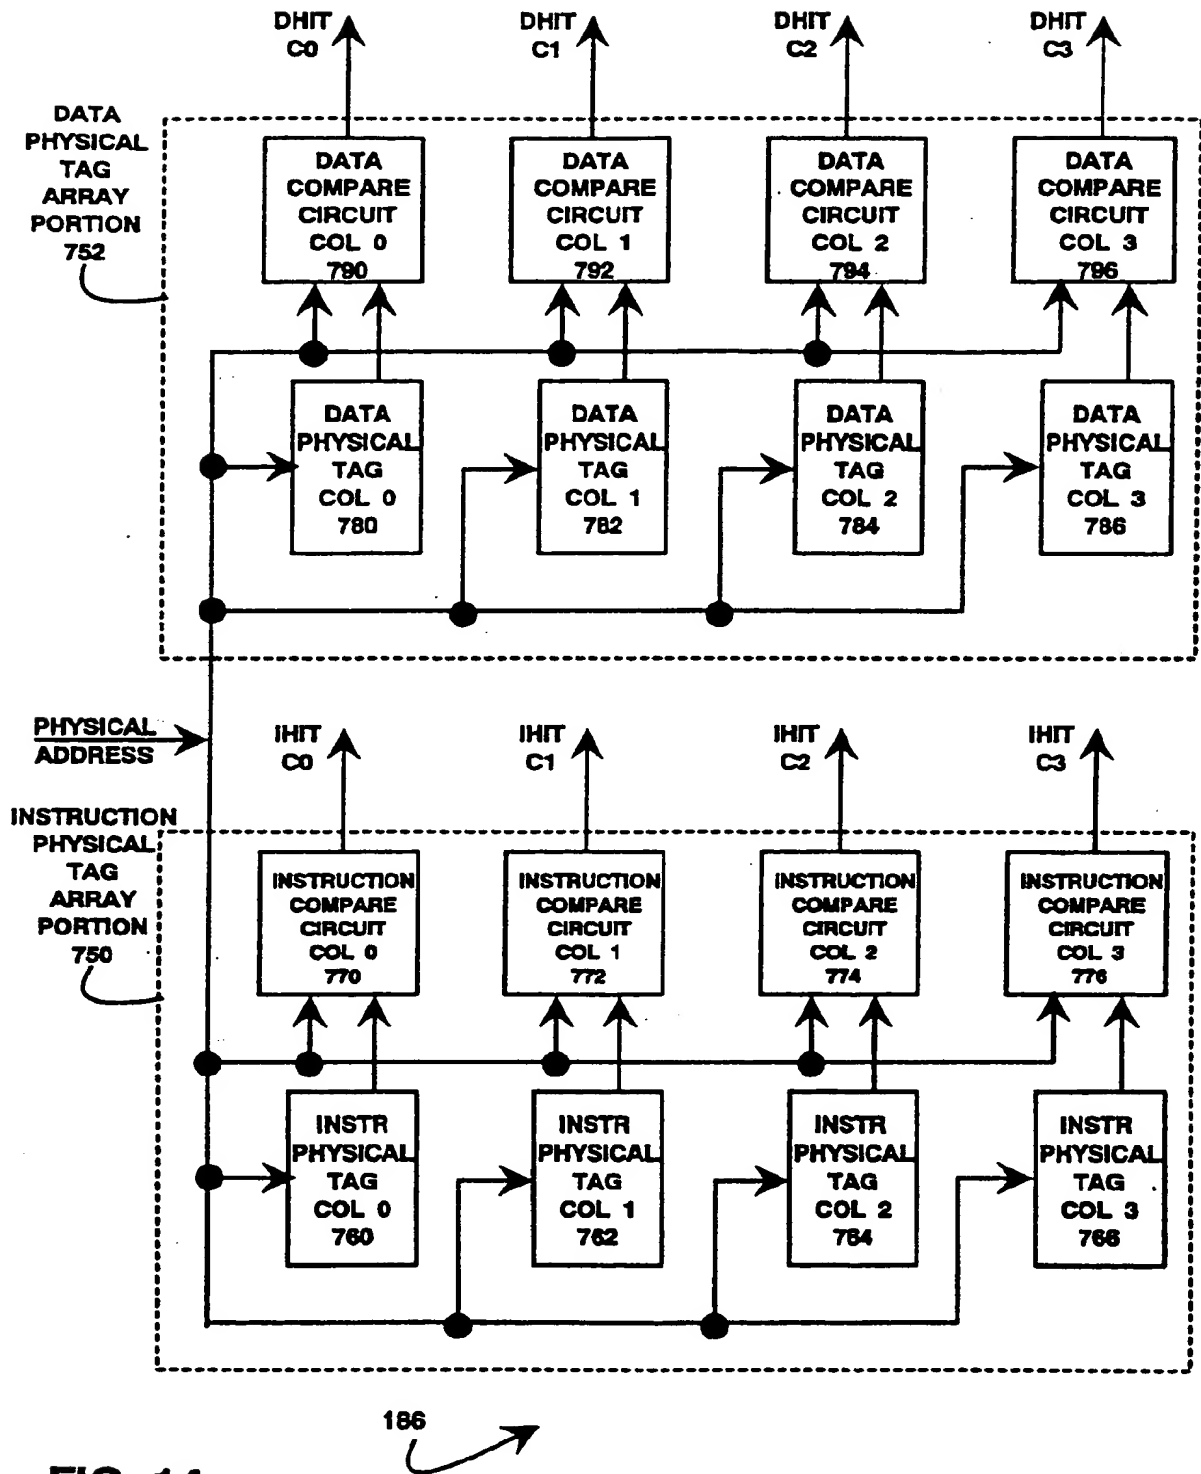 DHIT
C0
DHIT
C1
DHIT
C2
DHIT
C3
DATA
PHYSICAL
TAG
ARRAY
PORTION
752
DATA
COMPARE
CIRCUIT
COL 0
790
DATA
COMPARE
CIRCUIT
COL 1
792
DATA
COMPARE
CIRCUIT
COL 2
794
DATA
COMPARE
CIRCUIT
COL 3
796
DATA
PHYSICAL
TAG
COL 0
780
DATA
PHYSICAL
TAG
COL 1
782
DATA
PHYSICAL
TAG
COL 2
784
DATA
PHYSICAL
TAG
COL 3
786
PHYSICAL
ADDRESS
IHIT
C0
IHIT
C1
IHIT
C2
IHIT
C3
INSTRUCTION
PHYSICAL
TAG
ARRAY
PORTION
750
INSTRUCTION
COMPARE
CIRCUIT
COL 0
770
INSTRUCTION
COMPARE
CIRCUIT
COL 1
772
INSTRUCTION
COMPARE
CIRCUIT
COL 2
774
INSTRUCTION
COMPARE
CIRCUIT
COL 3
776
INSTR
PHYSICAL
TAG
COL 0
760
INSTR
PHYSICAL
TAG
COL 1
762
INSTR
PHYSICAL
TAG
COL 2
764
INSTR
PHYSICAL
TAG
COL 3
766
186